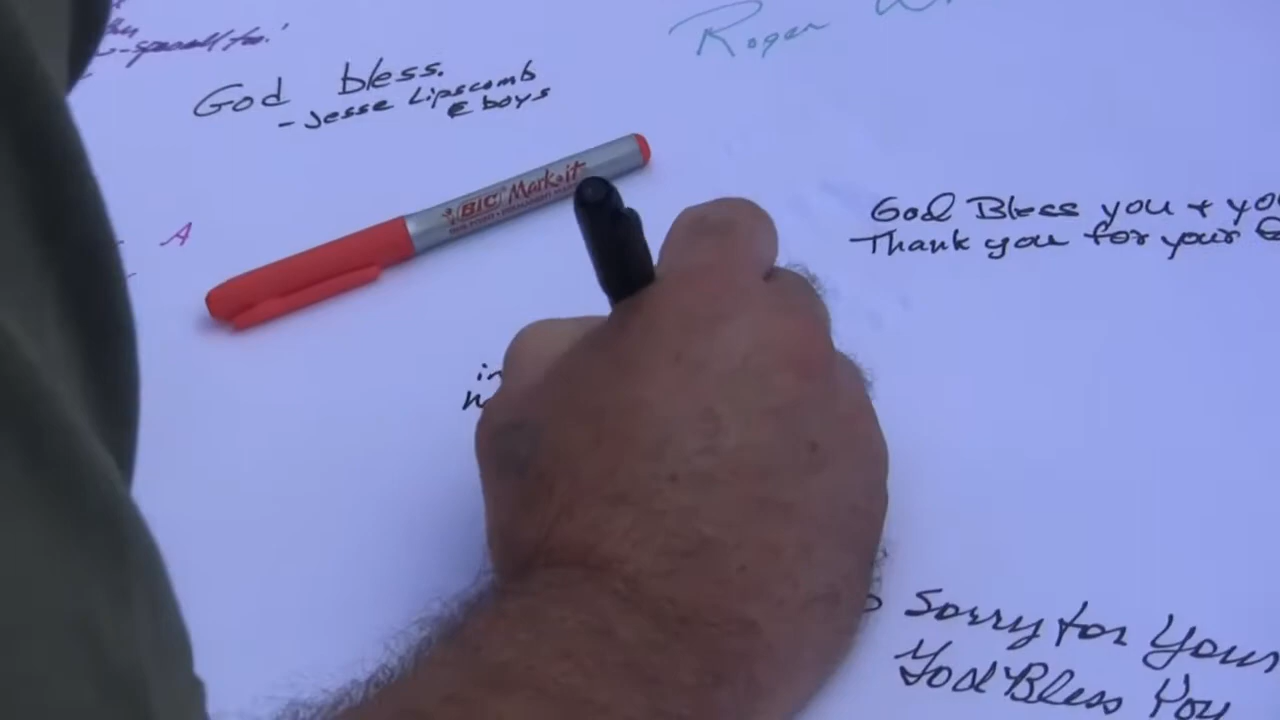 Roger
God bless.
- Jesse Lipscomb
& boys
BIC Mark-it
A
God Bless you +
Thank you for your
Sorry for Your
God Bless You